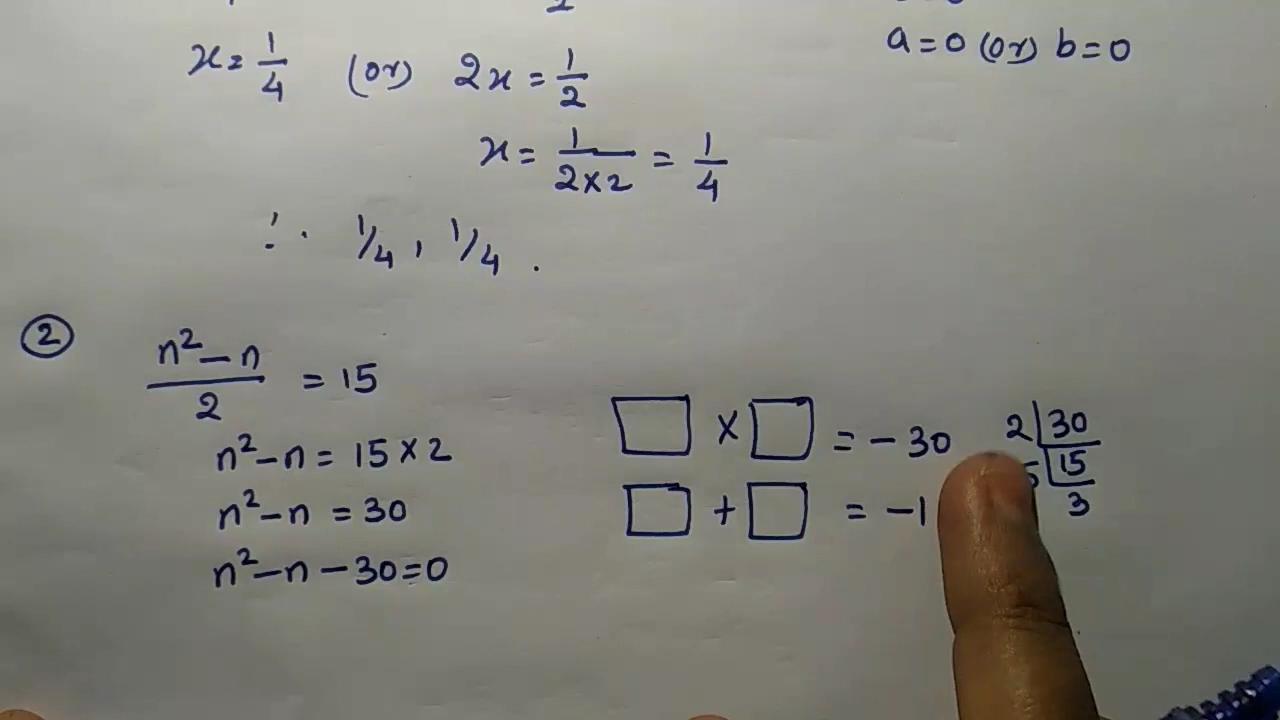 x = 1/4 (or) 2x = 1/2
a = 0 (or) b = 0
x = 1/(2×2) = 1/4
∴ 1/4, 1/4.
② (n² − n)/2 = 15
n² − n = 15 × 2
n² − n = 30
n² − n − 30 = 0
□ × □ = −30
□ + □ = −1
2 | 30
5 | 15
3